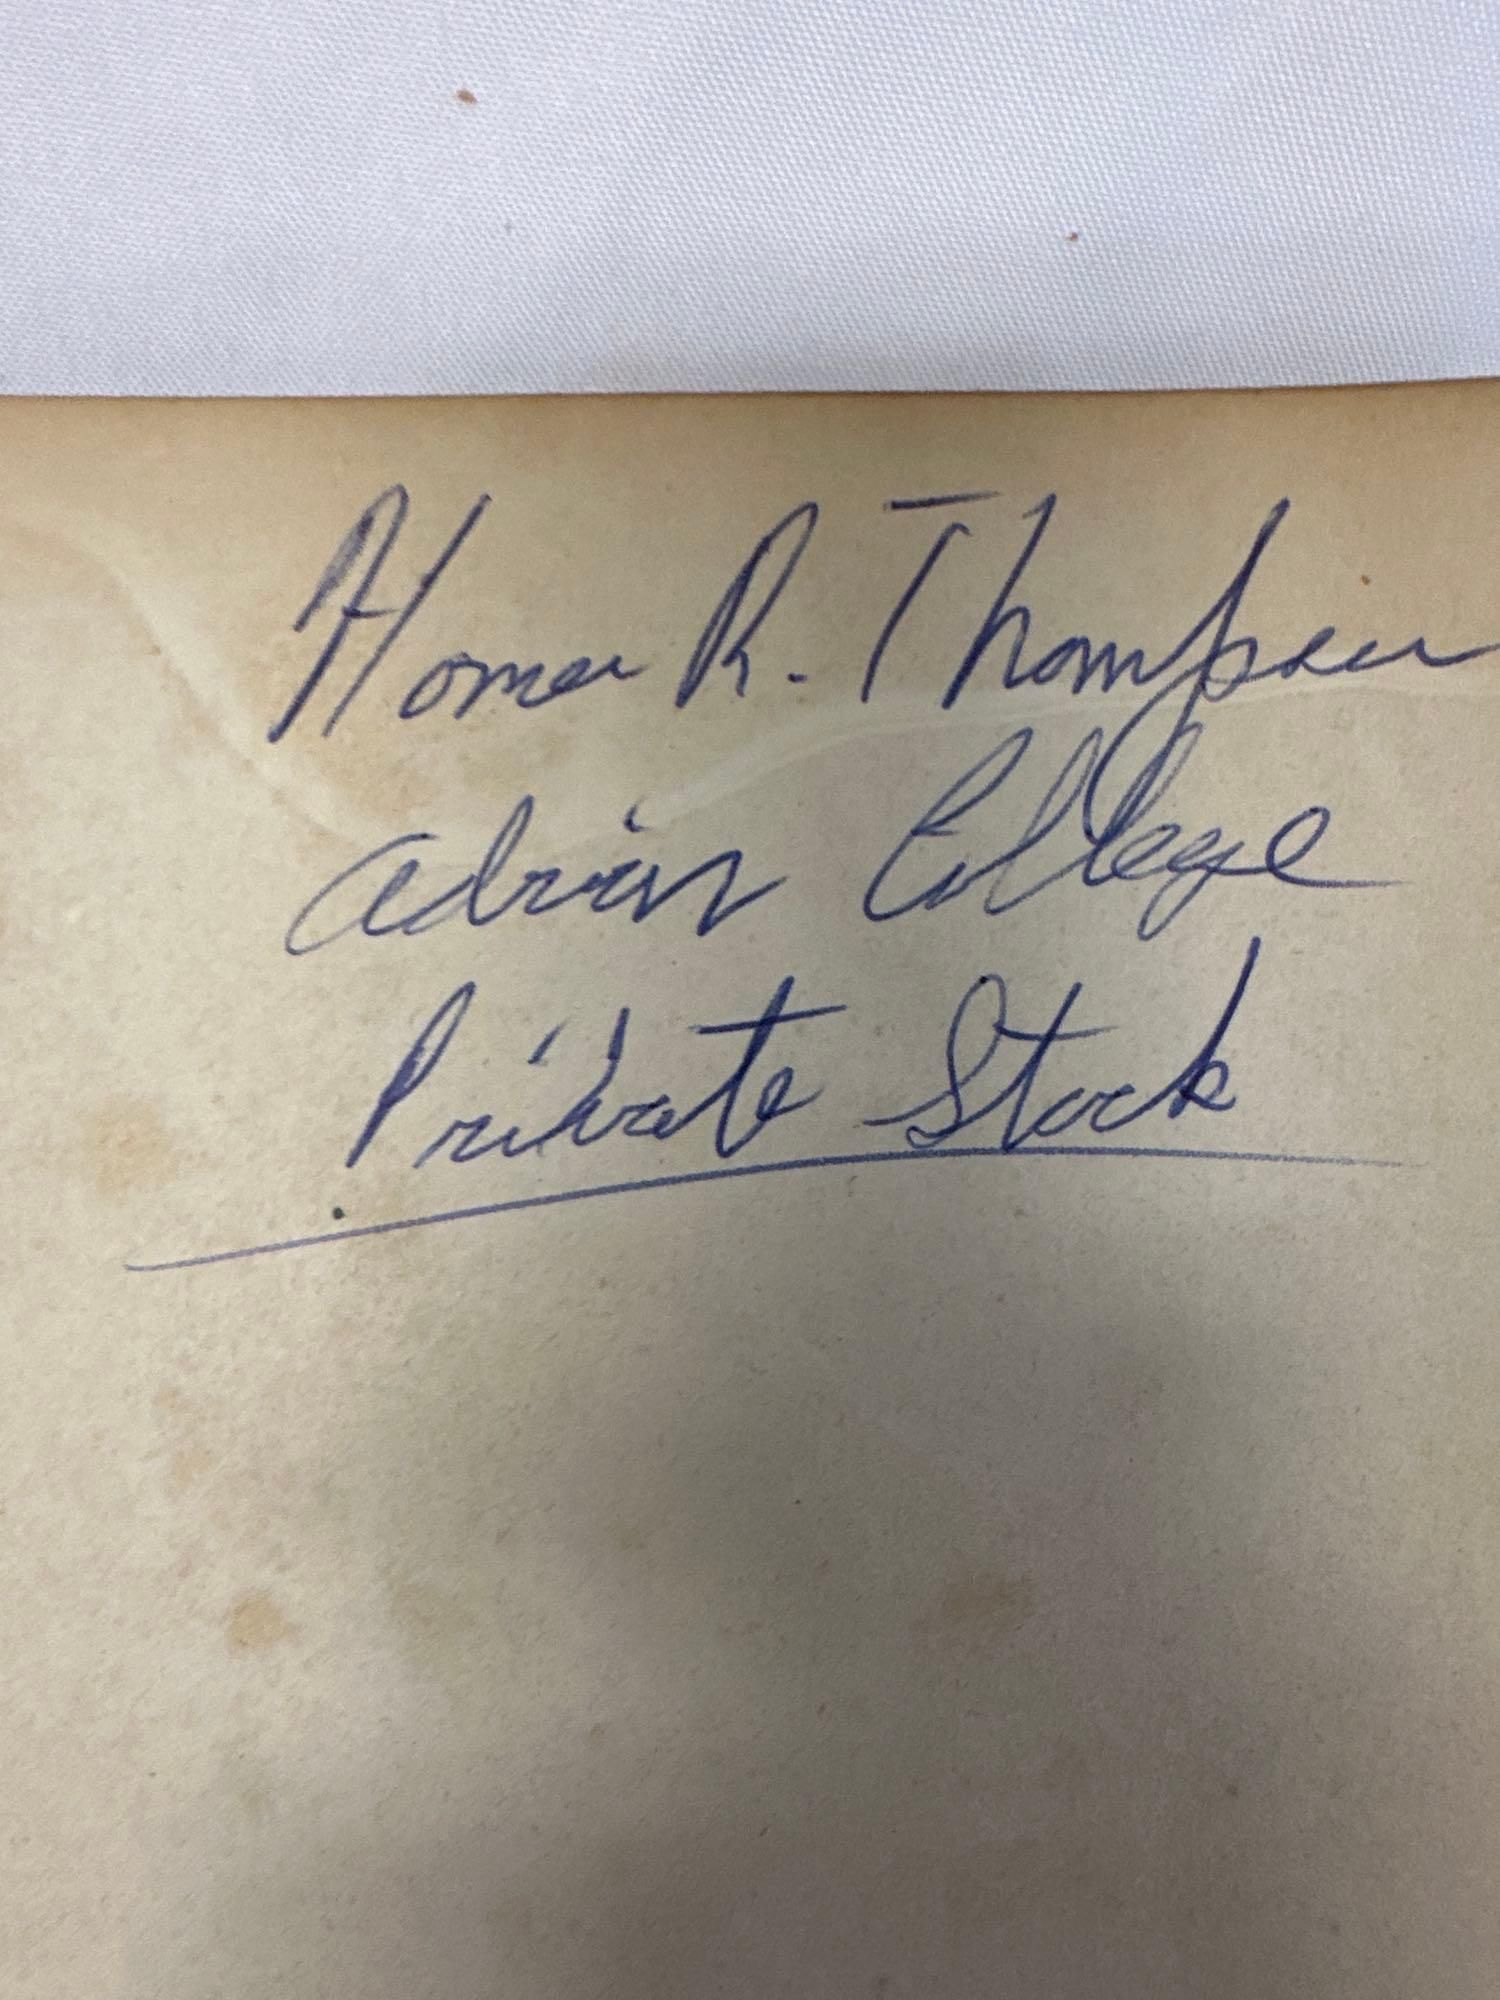 Homer R. Thompson
Adrian College
Private Stock